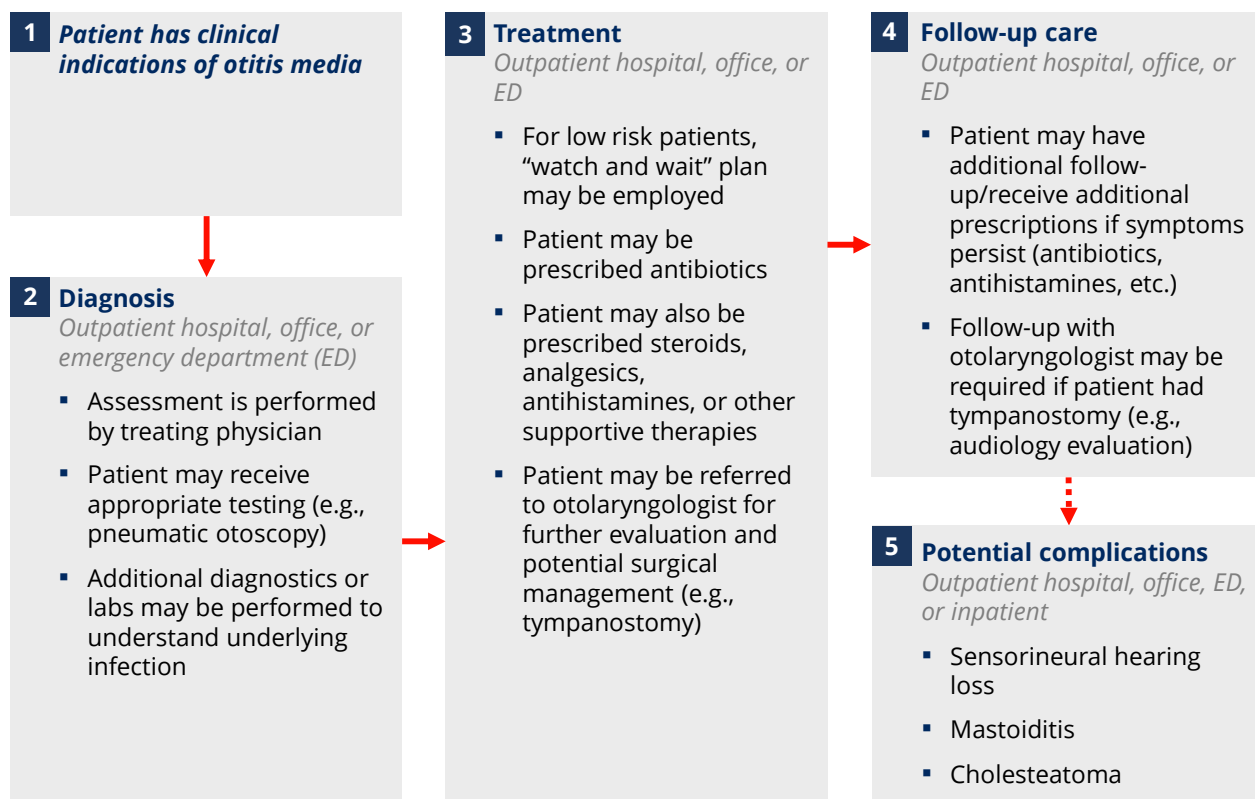 1 Patient has clinical
indications of otitis media
2 Diagnosis
Outpatient hospital, office, or
emergency department (ED)
▪ Assessment is performed
by treating physician
▪ Patient may receive
appropriate testing (e.g.,
pneumatic otoscopy)
▪ Additional diagnostics or
labs may be performed to
understand underlying
infection
3 Treatment
Outpatient hospital, office, or
ED
▪ For low risk patients,
“watch and wait” plan
may be employed
▪ Patient may be
prescribed antibiotics
▪ Patient may also be
prescribed steroids,
analgesics,
antihistamines, or other
supportive therapies
▪ Patient may be referred
to otolaryngologist for
further evaluation and
potential surgical
management (e.g.,
tympanostomy)
4 Follow-up care
Outpatient hospital, office, or
ED
▪ Patient may have
additional follow-
up/receive additional
prescriptions if symptoms
persist (antibiotics,
antihistamines, etc.)
▪ Follow-up with
otolaryngologist may be
required if patient had
tympanostomy (e.g.,
audiology evaluation)
5 Potential complications
Outpatient hospital, office, ED,
or inpatient
▪ Sensorineural hearing
loss
▪ Mastoiditis
▪ Cholesteatoma